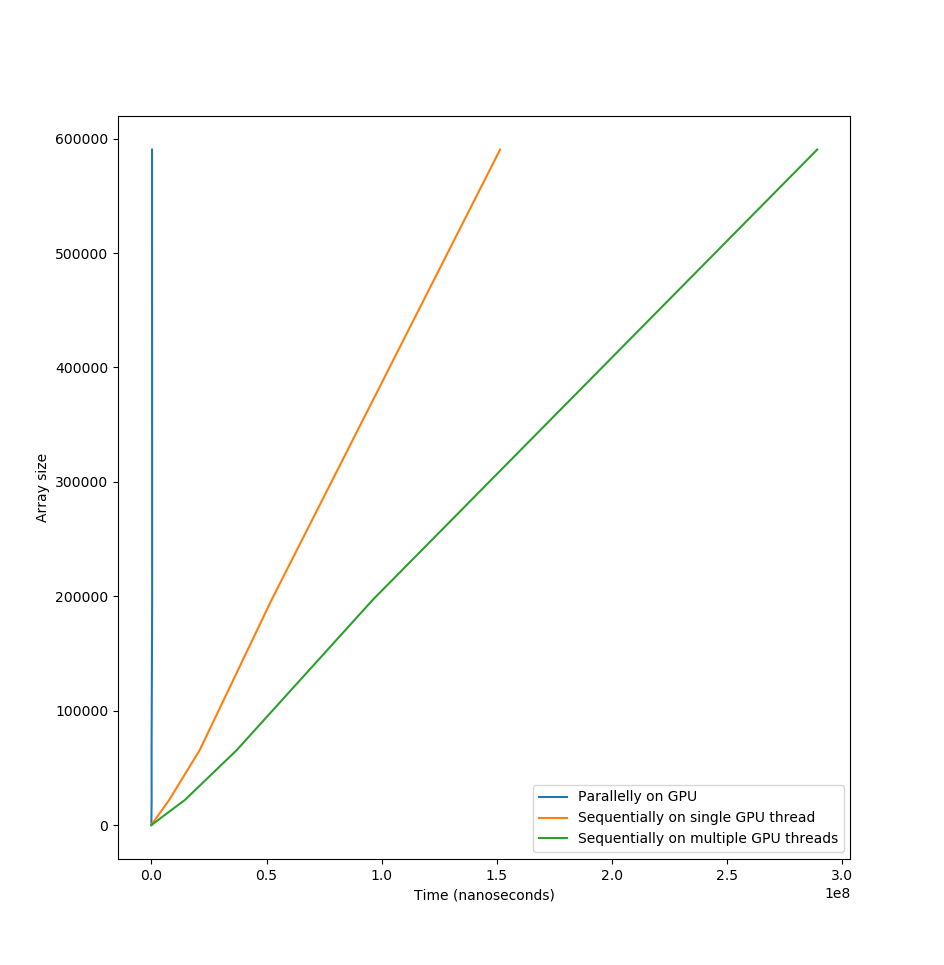 600000
500000
400000
300000
200000
100000
0
Array size
0.0 0.5 1.0 1.5 2.0 2.5 3.0
1e8
Time (nanoseconds)
Parallelly on GPU
Sequentially on single GPU thread
Sequentially on multiple GPU threads